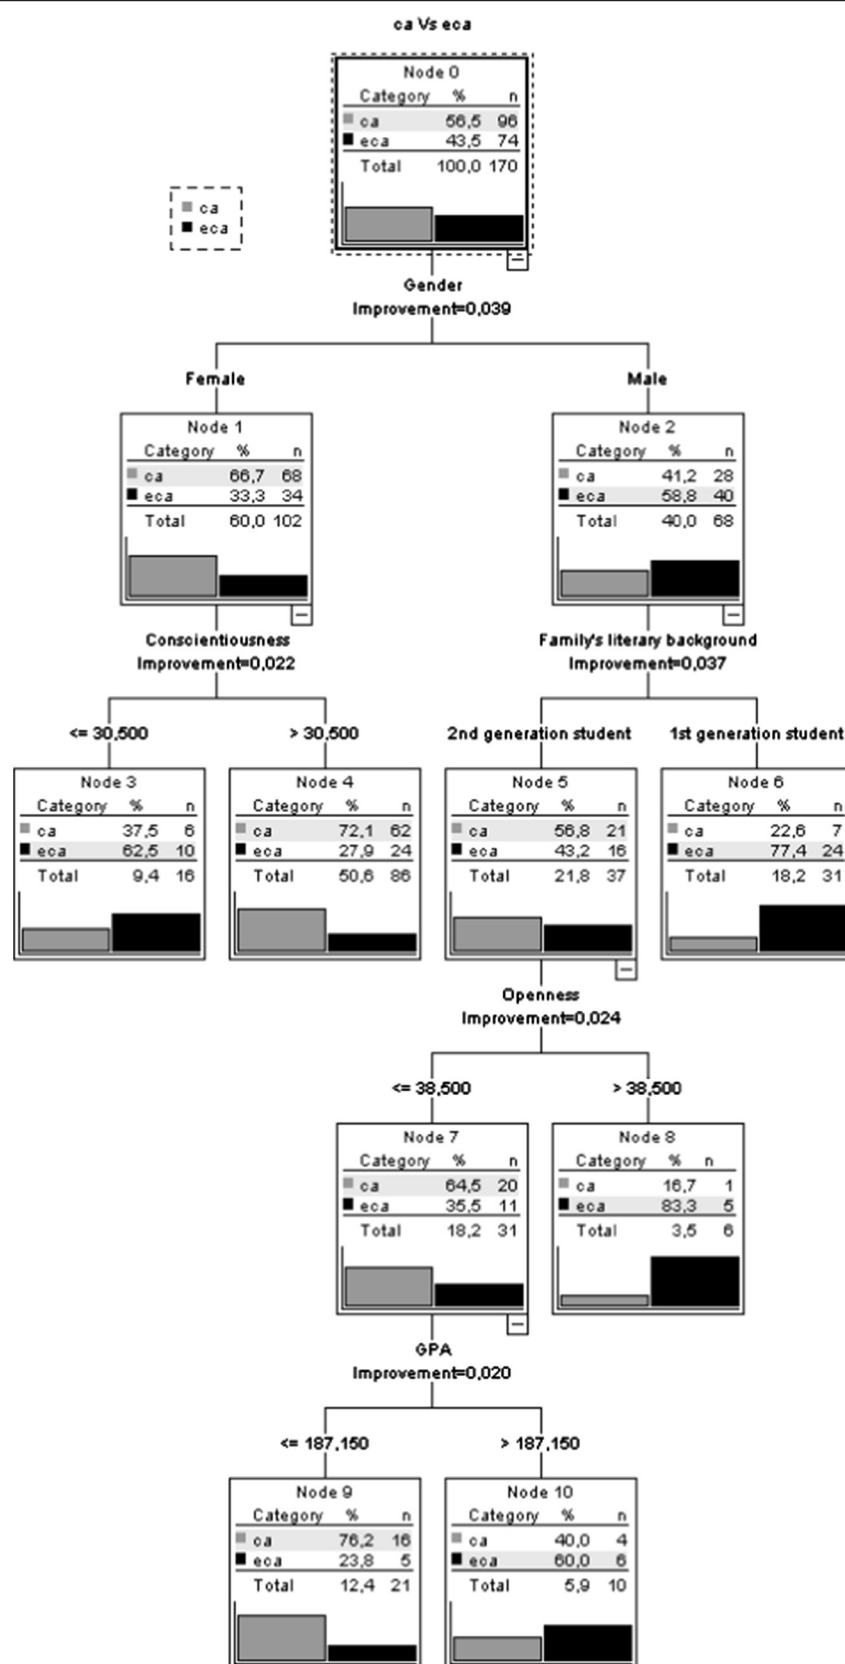 ca Vs eca
Node 0
Category % n
ca 56,5 96
eca 43,5 74
Total 100,0 170
ca
eca
Gender
Improvement=0,039
Female
Male
Node 1
Category % n
ca 66,7 68
eca 33,3 34
Total 60,0 102
Node 2
Category % n
ca 41,2 28
eca 58,8 40
Total 40,0 68
Conscientiousness
Improvement=0,022
Family's literary background
Improvement=0,037
<= 30,500
> 30,500
2nd generation student
1st generation student
Node 3
Category % n
ca 37,5 6
eca 62,5 10
Total 9,4 16
Node 4
Category % n
ca 72,1 62
eca 27,9 24
Total 50,6 86
Node 5
Category % n
ca 56,8 21
eca 43,2 16
Total 21,8 37
Node 6
Category % n
ca 22,6 7
eca 77,4 24
Total 18,2 31
Openness
Improvement=0,024
<= 38,500
> 38,500
Node 7
Category % n
ca 64,5 20
eca 35,5 11
Total 18,2 31
Node 8
Category % n
ca 16,7 1
eca 83,3 5
Total 3,5 6
GPA
Improvement=0,020
<= 187,150
> 187,150
Node 9
Category % n
ca 76,2 16
eca 23,8 5
Total 12,4 21
Node 10
Category % n
ca 40,0 4
eca 60,0 6
Total 5,9 10